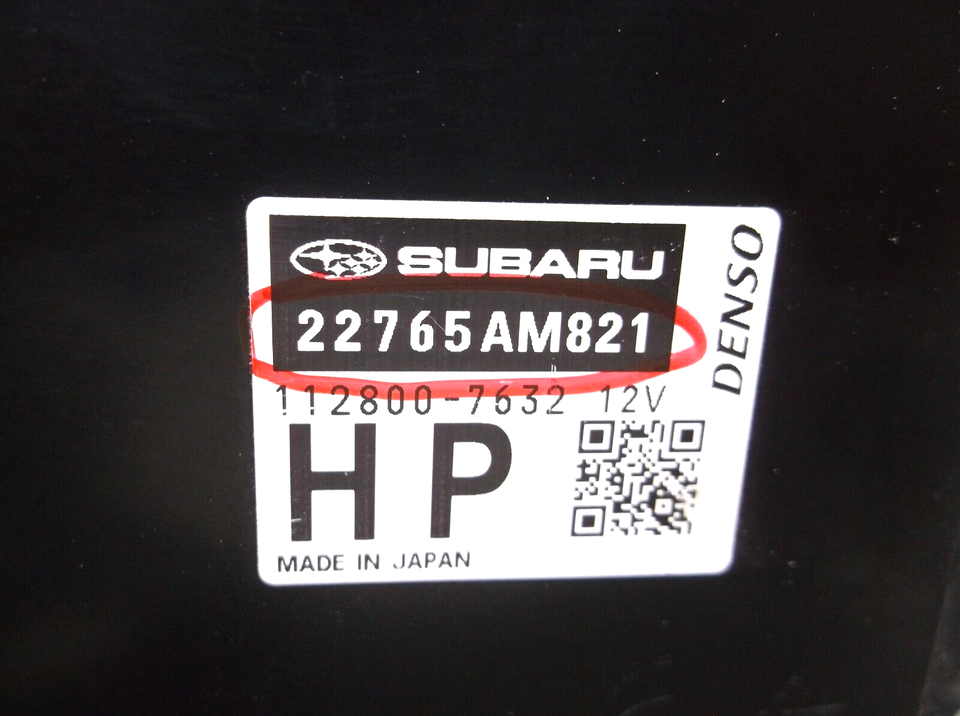 SUBARU
22765AM821
112800-7632 12V
HP
MADE IN JAPAN
DENSO